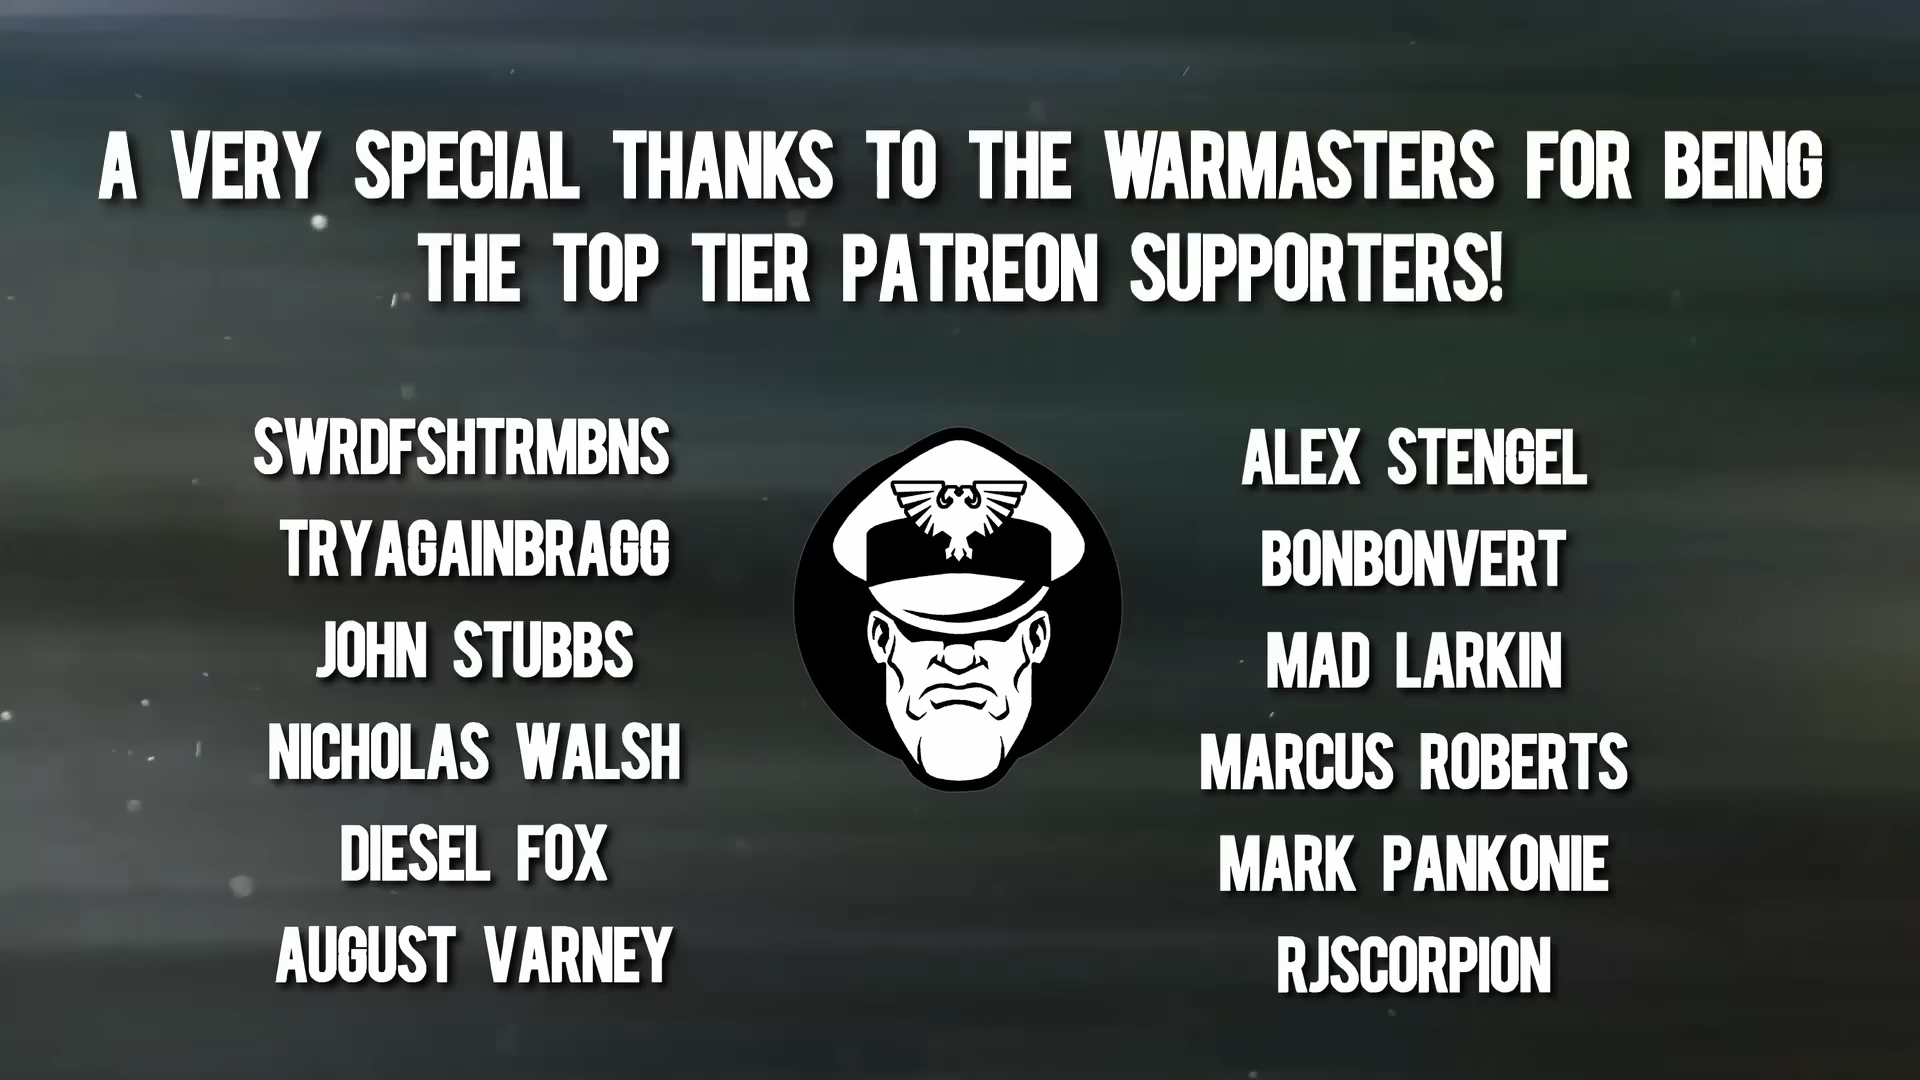 A VERY SPECIAL THANKS TO THE WARMASTERS FOR BEING
THE TOP TIER PATREON SUPPORTERS!
SWRDFSHTRMBNS
TRYAGAINBRAGG
JOHN STUBBS
NICHOLAS WALSH
DIESEL FOX
AUGUST VARNEY
ALEX STENGEL
BONBONVERT
MAD LARKIN
MARCUS ROBERTS
MARK PANKONIE
RJSCORPION